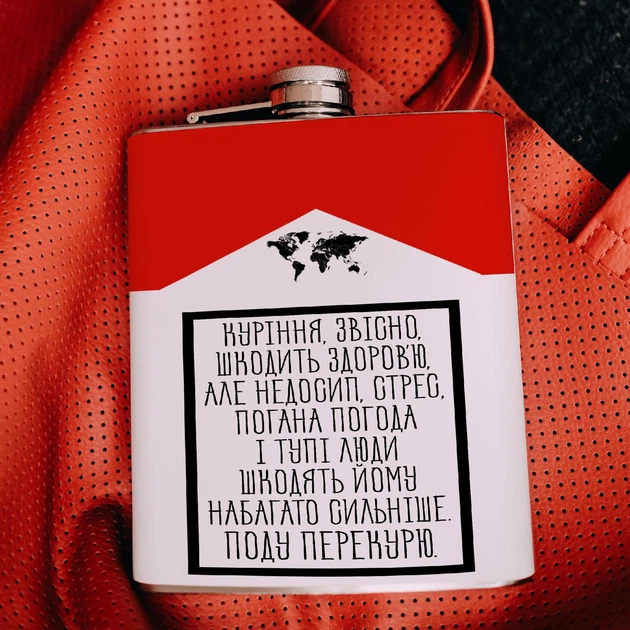 КУРІННЯ, ЗВІСНО,
ШКОДИТЬ ЗДОРОВ'Ю,
АЛЕ НЕДОСИП, СТРЕС,
ПОГАНА ПОГОДА
І ТУПІ ЛЮДИ
ШКОДЯТЬ ЙОМУ
НАБАГАТО СИЛЬНІШЕ.
ПОДУ ПЕРЕКУРЮ.